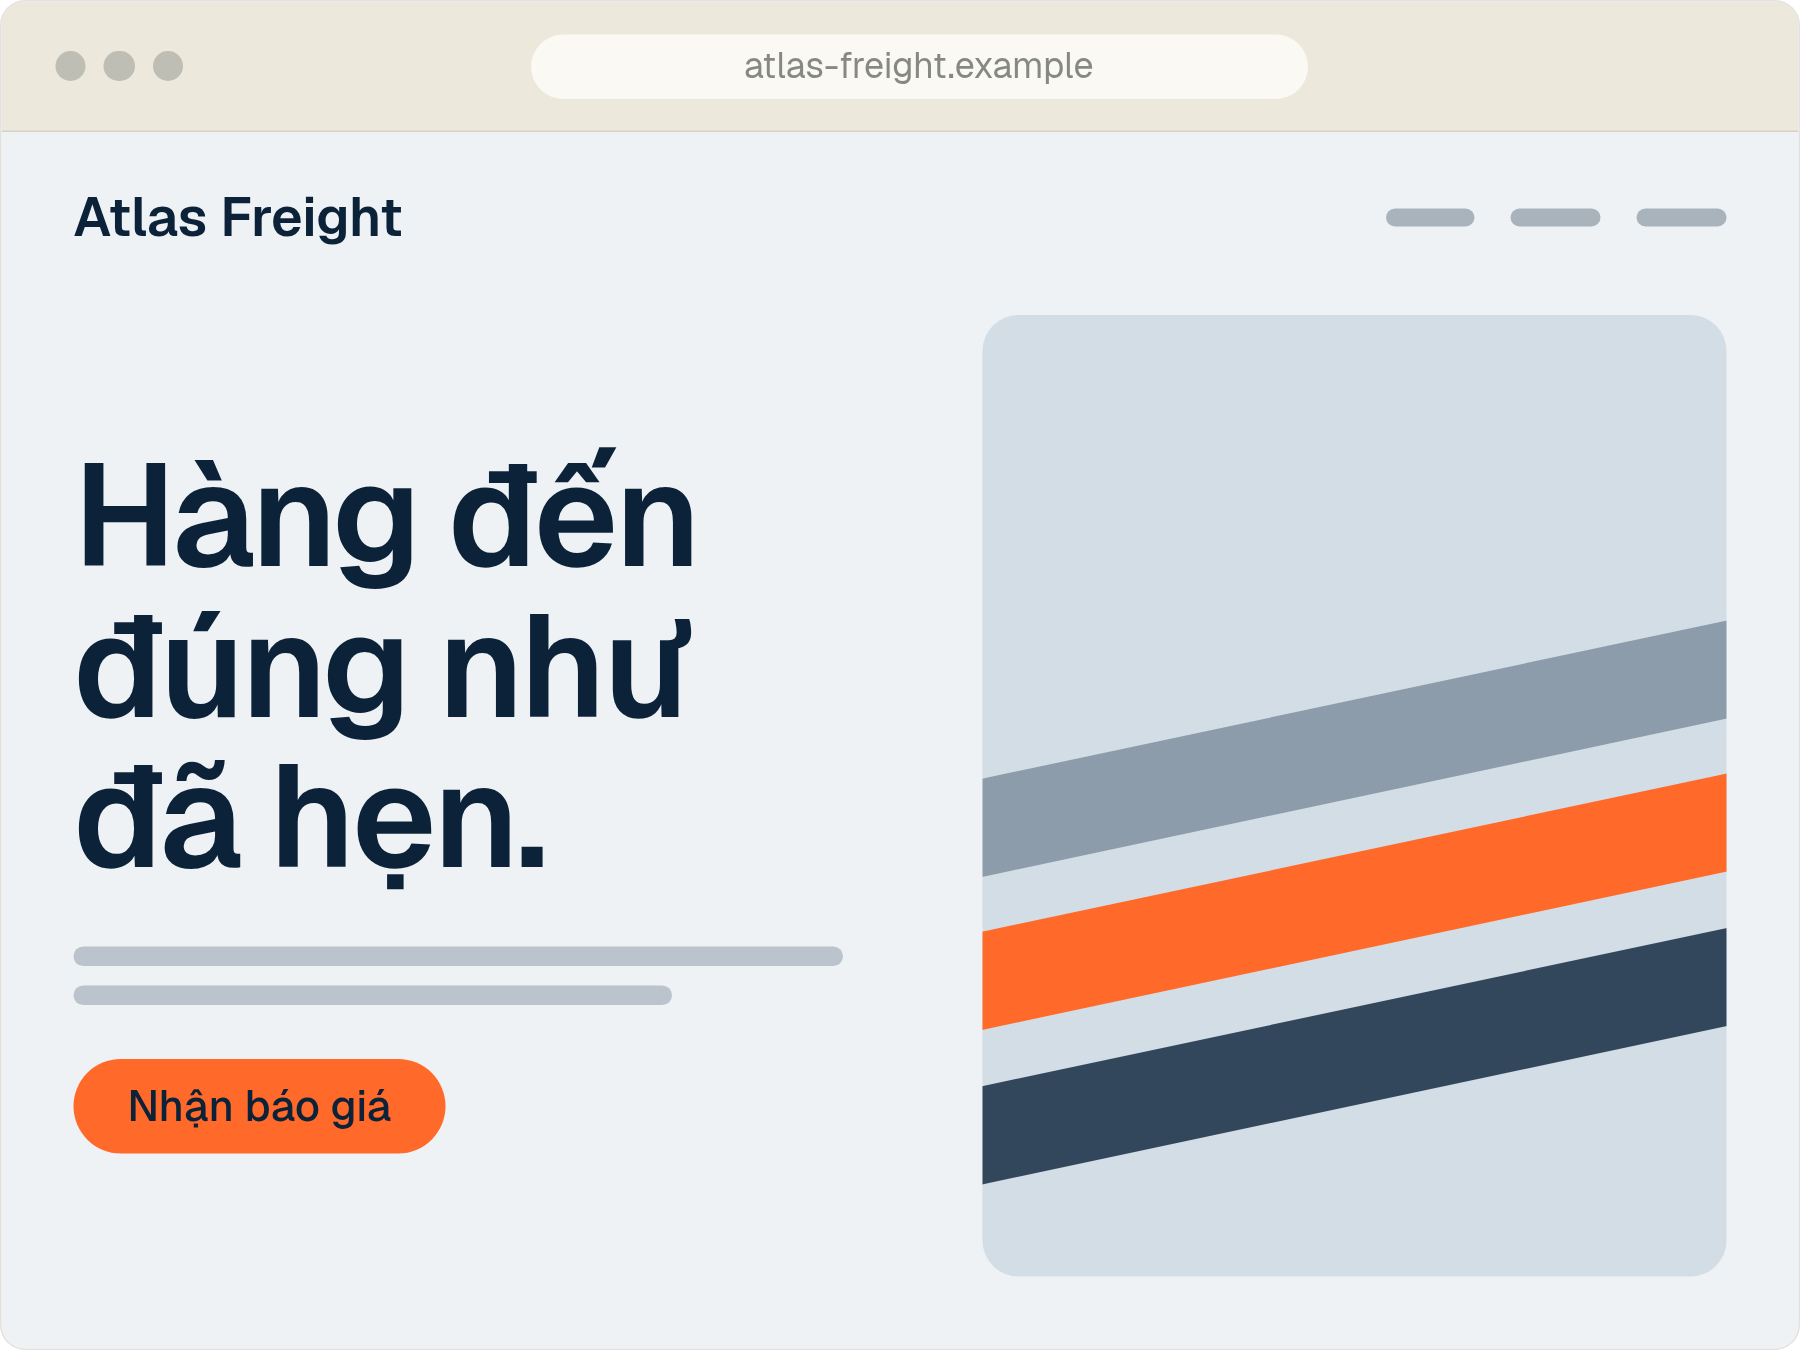 atlas-freight.example
Atlas Freight
Hàng đến
đúng như
đã hẹn.
Nhận báo giá